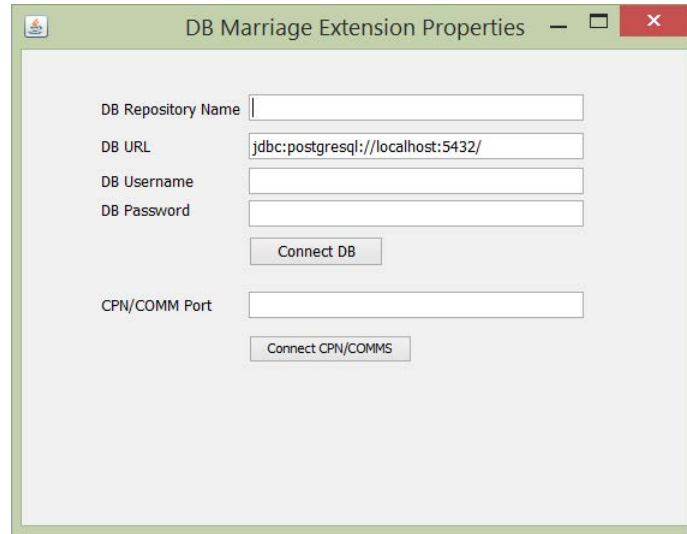 DB Marriage Extension Properties
DB Repository Name
DB URL jdbc:postgresql://localhost:5432/
DB Username
DB Password
Connect DB
CPN/COMM Port
Connect CPN/COMMS